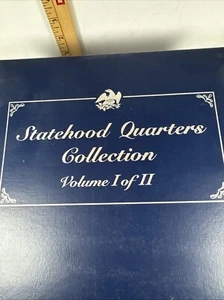 Statehood Quarters
Collection
Volume I of II